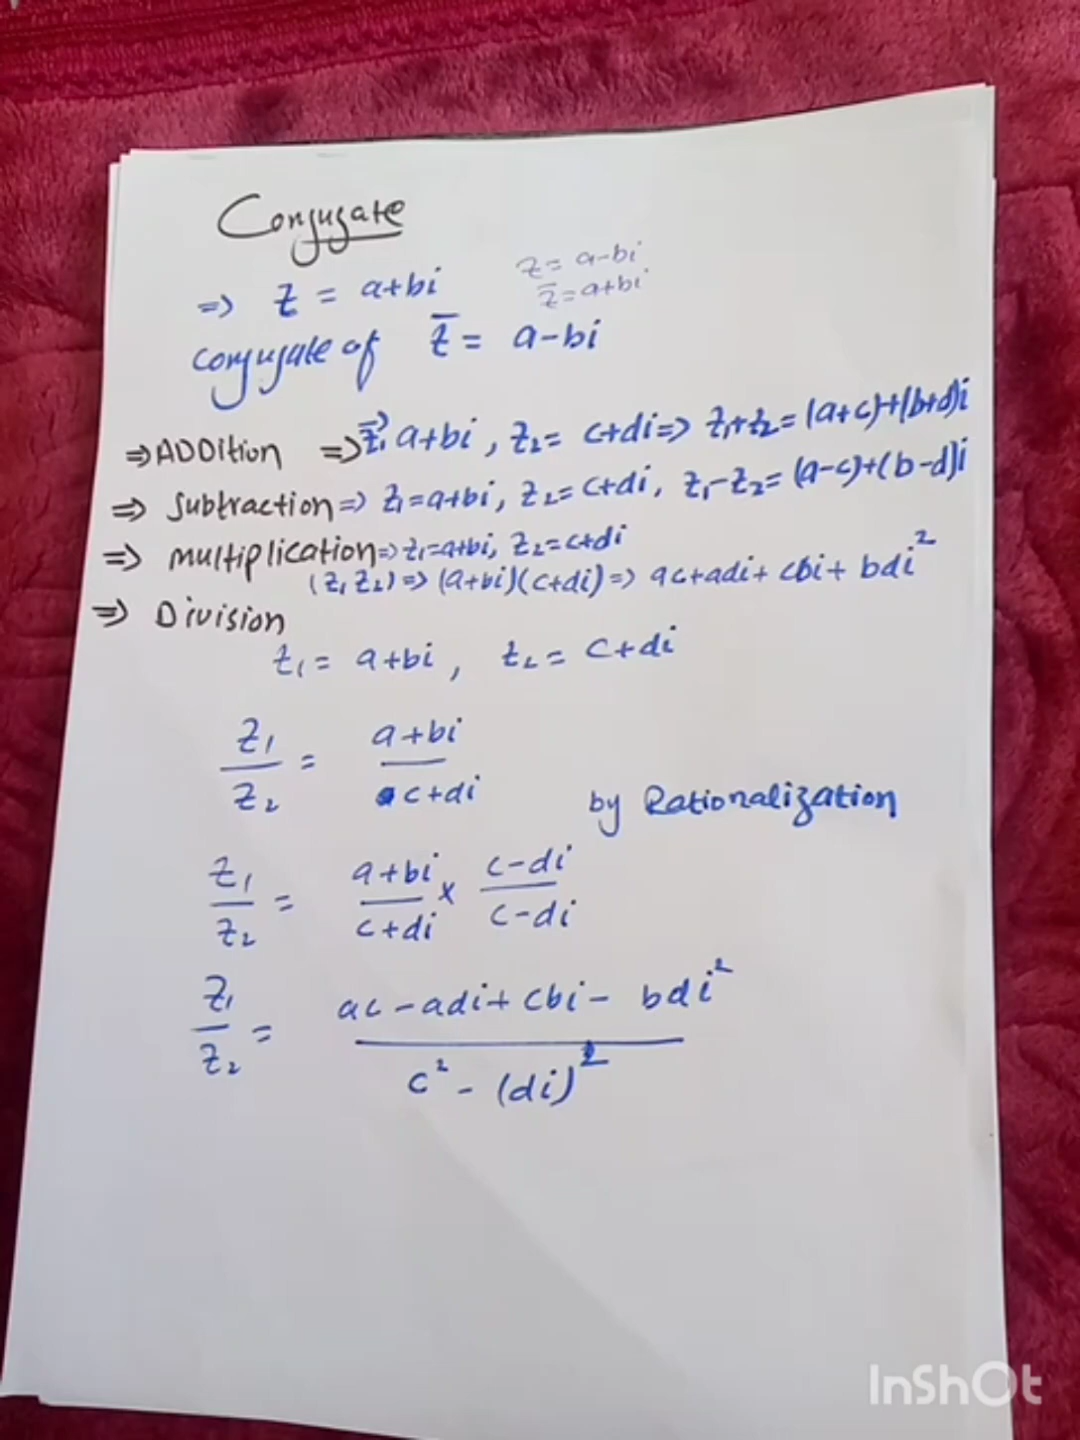 Conjugate
⇒ z = a+bi
z = a-bi
z̄ = a+bi
conjugate of z̄ = a-bi
⇒ ADDition ⇒ z₁ a+bi, z₂ = c+di ⇒ z₁+z₂ = (a+c)+(b+d)i
⇒ Subtraction ⇒ z₁=a+bi, z₂=c+di, z₁-z₂=(a-c)+(b-d)i
⇒ multiplication ⇒ z₁=a+bi, z₂=c+di
(z₁z₂) ⇒ (a+bi)(c+di) ⇒ ac+adi+cbi+bdi²
⇒ Division
z₁ = a+bi, z₂ = c+di
z₁/z₂ = a+bi/c+di
by Rationalization
z₁/z₂ = a+bi/c+di × c-di/c-di
z₁/z₂ = ac-adi+cbi-bdi²/c²-(di)²
InShOt